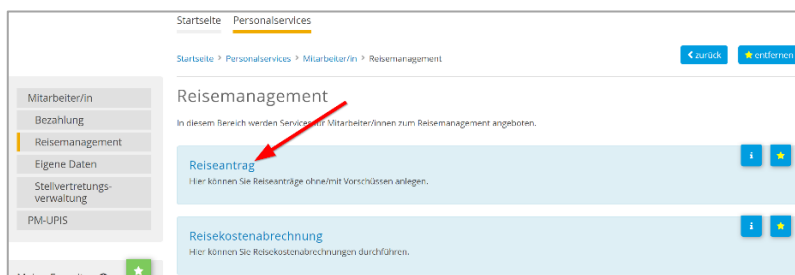 Startseite Personalservices
Startseite > Personalservices > Mitarbeiter/in > Reisemanagement
zurück
entfernen
Mitarbeiter/in
Bezahlung
Reisemanagement
Eigene Daten
Stellvertretungs-
verwaltung
PM-UPIS
Reisemanagement
In diesem Bereich werden Services für Mitarbeiter/innen zum Reisemanagement angeboten.
Reiseantrag
Hier können Sie Reiseanträge ohne/mit Vorschüssen anlegen.
Reisekostenabrechnung
Hier können Sie Reisekostenabrechnungen durchführen.